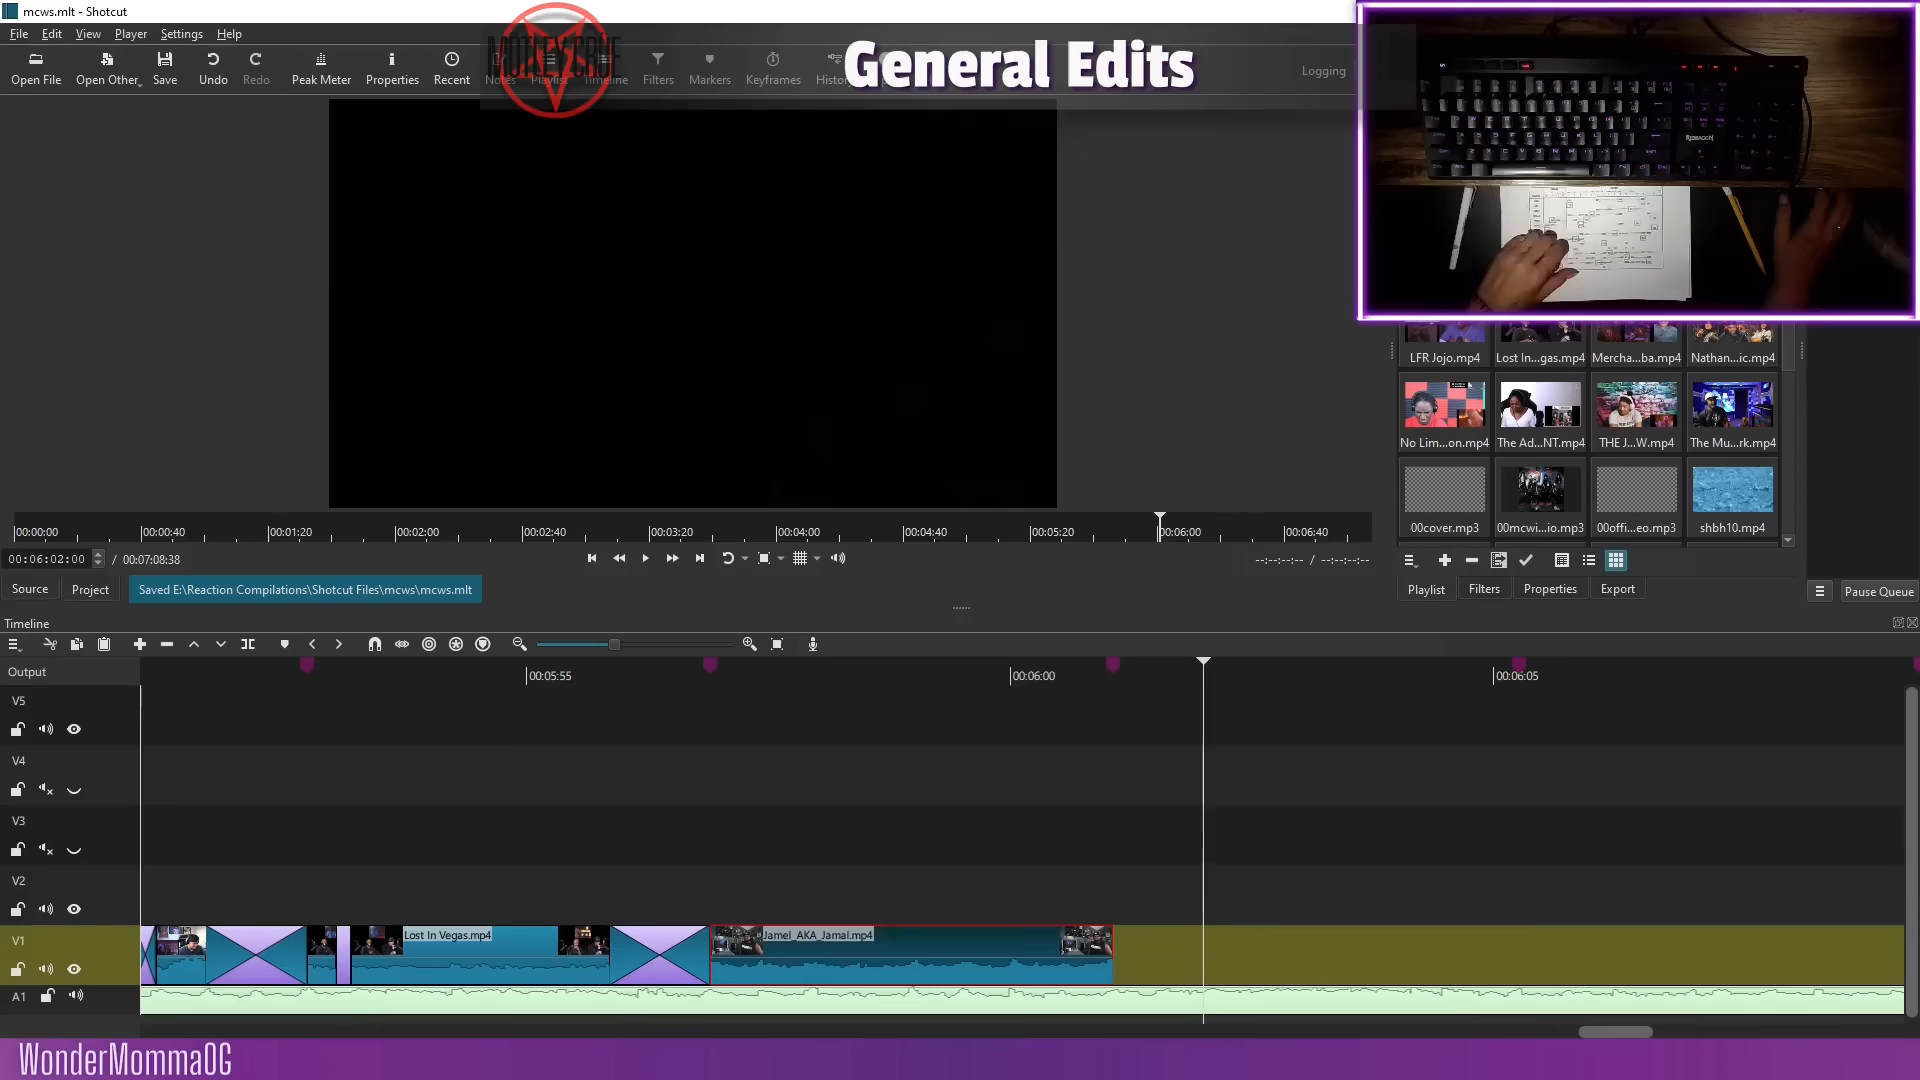 mcws.mlt - Shotcut
File Edit View Player Settings Help
MÖTLEY CRÜE
General Edits
Open File Open Other... Save Undo Redo Peak Meter Properties Recent Notes Playlist Timeline Filters Markers Keyframes History Logging
REDRAGON
LFR Jojo.mp4 Lost In...gas.mp4 Mercha...ba.mp4 Nathan...ic.mp4
No Lim...on.mp4 The Ad...NT.mp4 THE J...W.mp4 The Mu...rk.mp4
00cover.mp3 00mcwi...io.mp3 00offi...eo.mp3 shbh10.mp4
00:00:00 00:00:40 00:01:20 00:02:00 00:02:40 00:03:20 00:04:00 00:04:40 00:05:20 00:06:00 00:06:40
00:06:02:00 / 00:07:08:38 --:--:--:-- / --:--:--:--
Source Project Saved E:\Reaction Compilations\Shotcut Files\mcws\mcws.mlt
Playlist Filters Properties Export Pause Queue
Timeline
Output 00:05:55 00:06:00 00:06:05
V5
V4
V3
V2
V1 Lost In Vegas.mp4 Jamel_AKA_Jamal.mp4
A1
WonderMommaOG